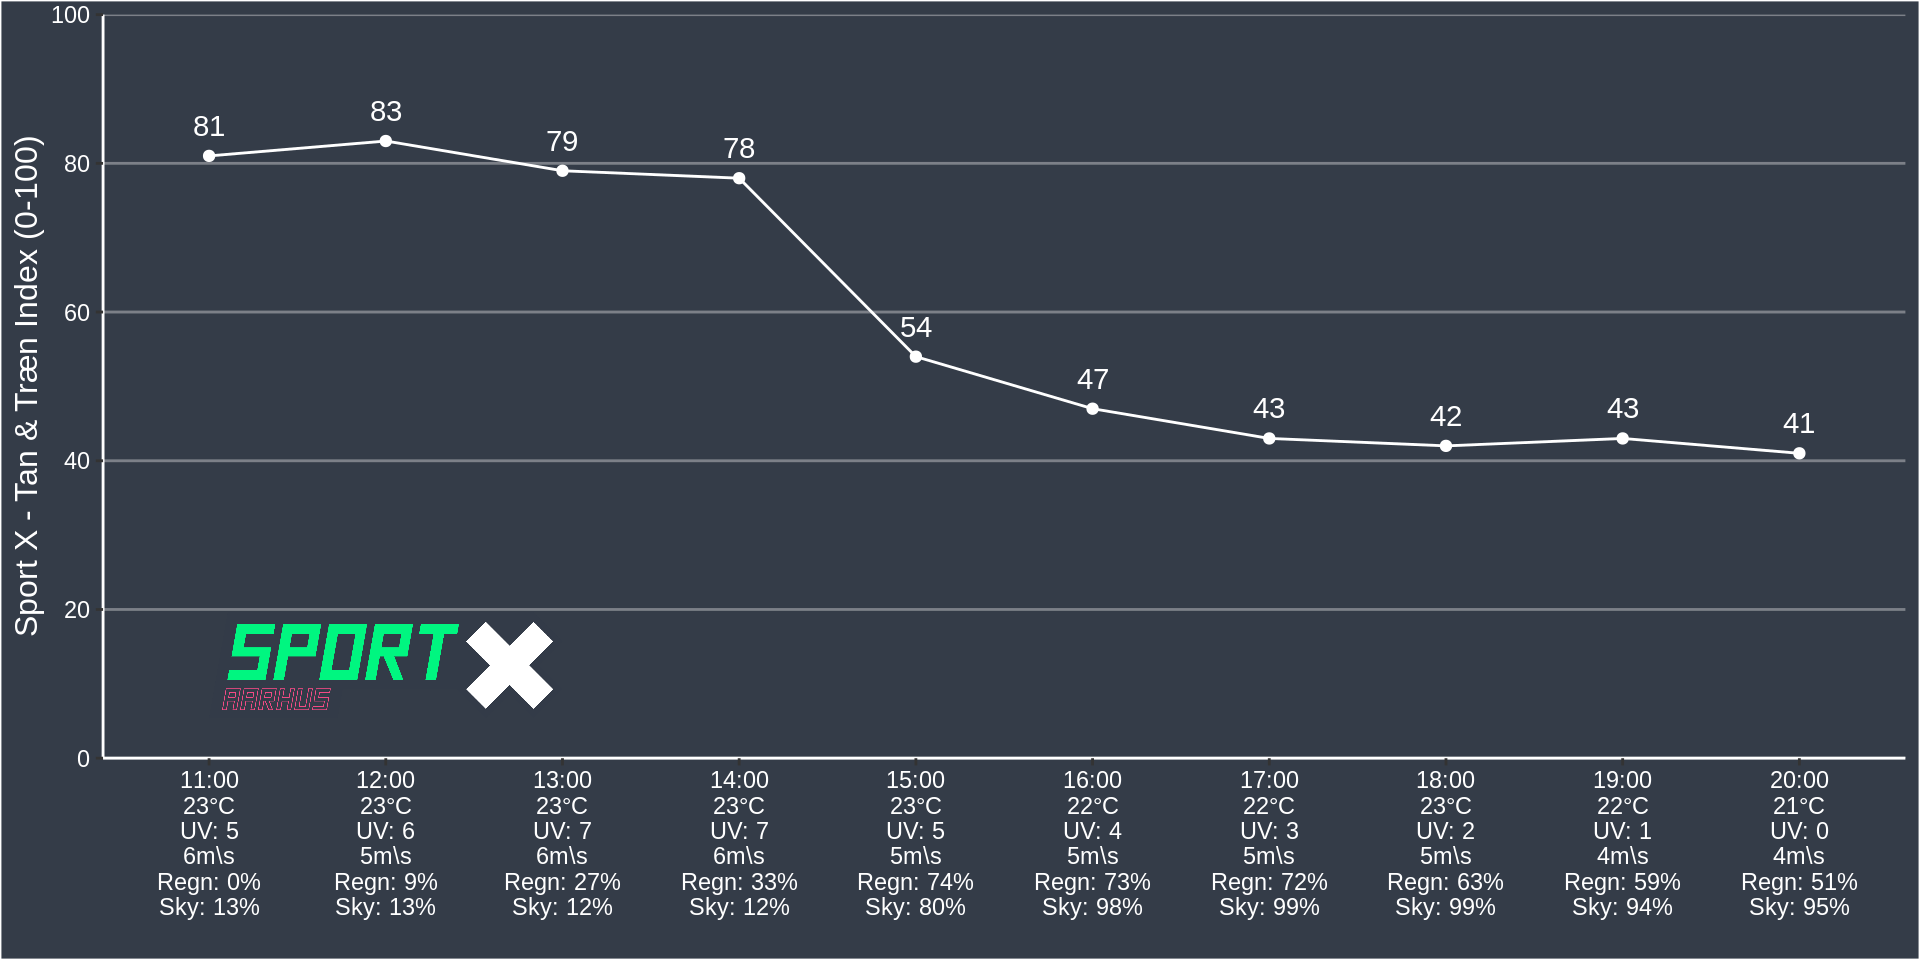 Sport X - Tan & Træn Index (0-100)
100
80
60
40
20
0
81
83
79
78
54
47
43
42
43
41
SPORT X
AARHUS
11:00 12:00 13:00 14:00 15:00 16:00 17:00 18:00 19:00 20:00
23°C 23°C 23°C 23°C 23°C 22°C 22°C 23°C 22°C 21°C
UV: 5 UV: 6 UV: 7 UV: 7 UV: 5 UV: 4 UV: 3 UV: 2 UV: 1 UV: 0
6m\s 5m\s 6m\s 6m\s 5m\s 5m\s 5m\s 5m\s 4m\s 4m\s
Regn: 0% Regn: 9% Regn: 27% Regn: 33% Regn: 74% Regn: 73% Regn: 72% Regn: 63% Regn: 59% Regn: 51%
Sky: 13% Sky: 13% Sky: 12% Sky: 12% Sky: 80% Sky: 98% Sky: 99% Sky: 99% Sky: 94% Sky: 95%